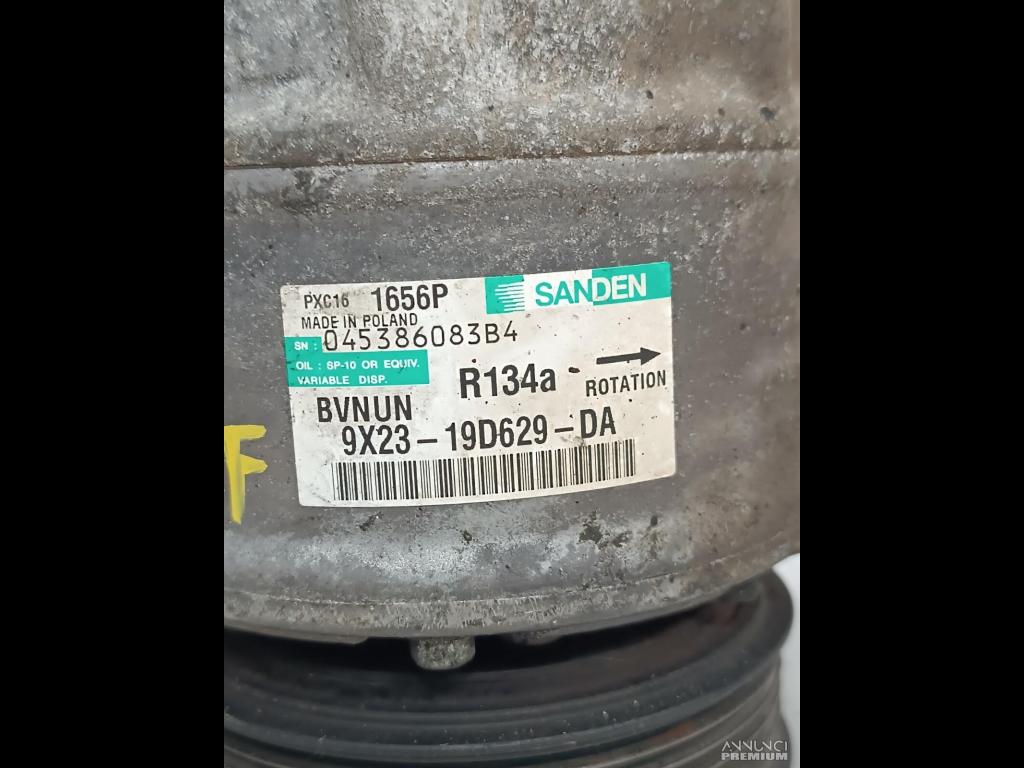 PXC16 1656P SANDEN
MADE IN POLAND
SN : 045386083B4
OIL : SP-10 OR EQUIV.
VARIABLE DISP.
R134a
ROTATION
BVNUN
9X23-19D629-DA
F
ANNUNCI
PREMIUM